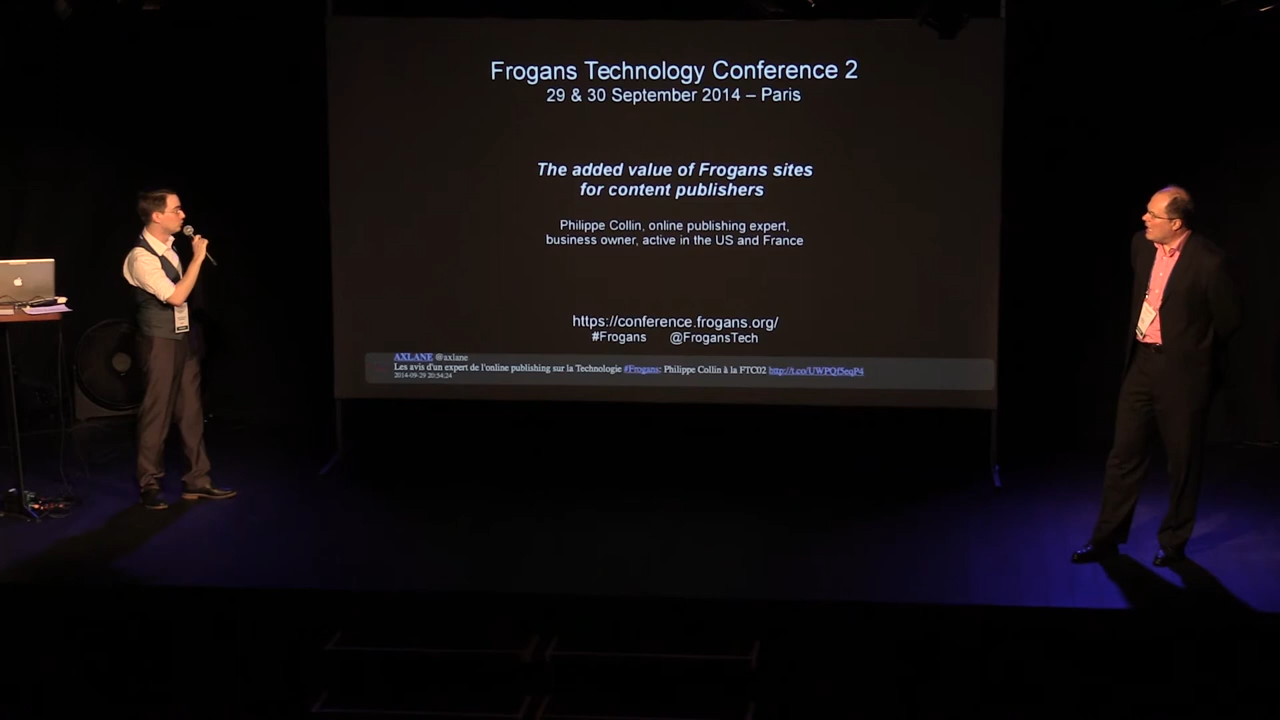 Frogans Technology Conference 2
29 & 30 September 2014 – Paris
The added value of Frogans sites
for content publishers
Philippe Collin, online publishing expert,
business owner, active in the US and France
https://conference.frogans.org/
#Frogans @FrogansTech
AXLANE @axlane
Les avis d'un expert de l'online publishing sur la Technologie #Frogans: Philippe Collin à la FTC02 http://t.co/UWPQf5eqP4
2014-09-29 20:54:24